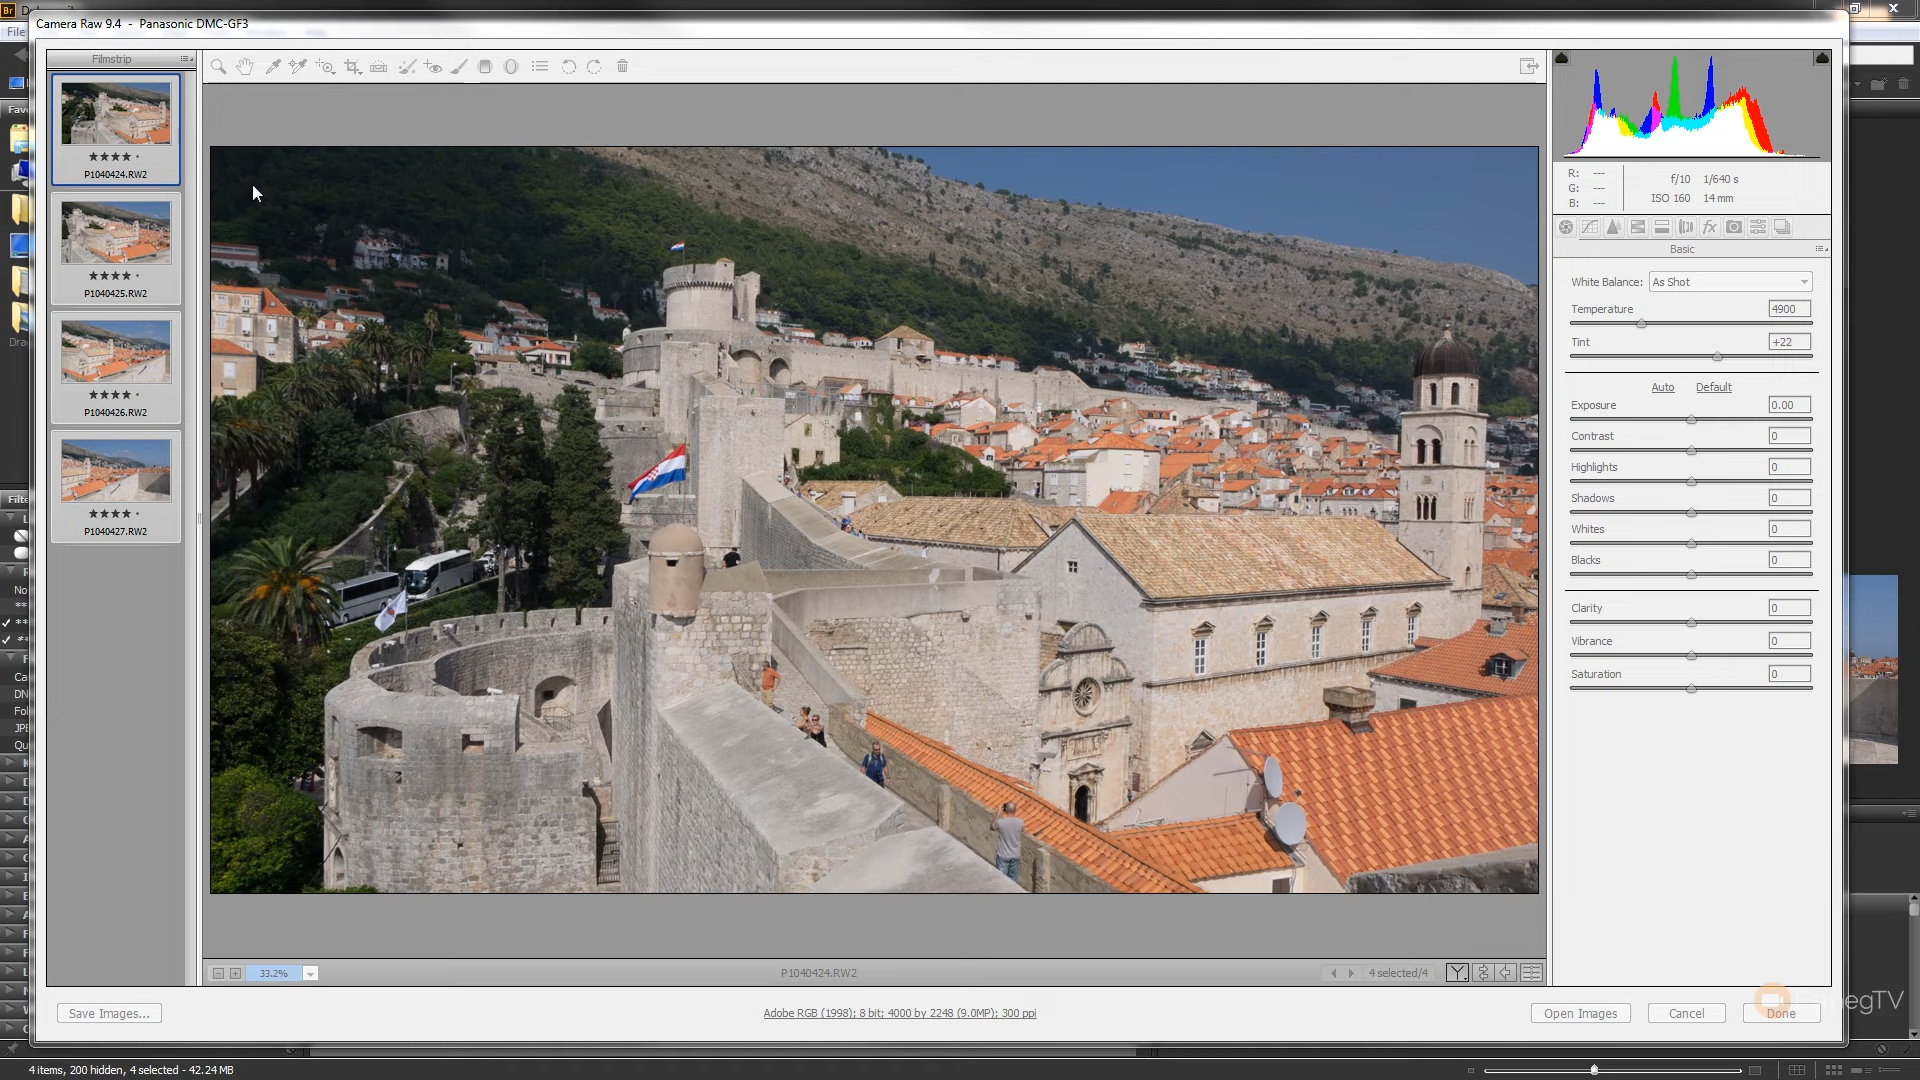 Br
Camera Raw 9.4 - Panasonic DMC-GF3
File
Filmstrip
P1040424.RW2
P1040425.RW2
P1040426.RW2
P1040427.RW2
R: ---
G: ---
B: ---
f/10 1/640 s
ISO 160 14 mm
Basic
White Balance: As Shot
Temperature 4900
Tint +22
Auto Default
Exposure 0.00
Contrast 0
Highlights 0
Shadows 0
Whites 0
Blacks 0
Clarity 0
Vibrance 0
Saturation 0
33.2%
P1040424.RW2
4 selected/4
Save Images...
Adobe RGB (1998); 8 bit; 4000 by 2248 (9.0MP); 300 ppi
Open Images
Cancel
Done
4 items, 200 hidden, 4 selected - 42.24 MB